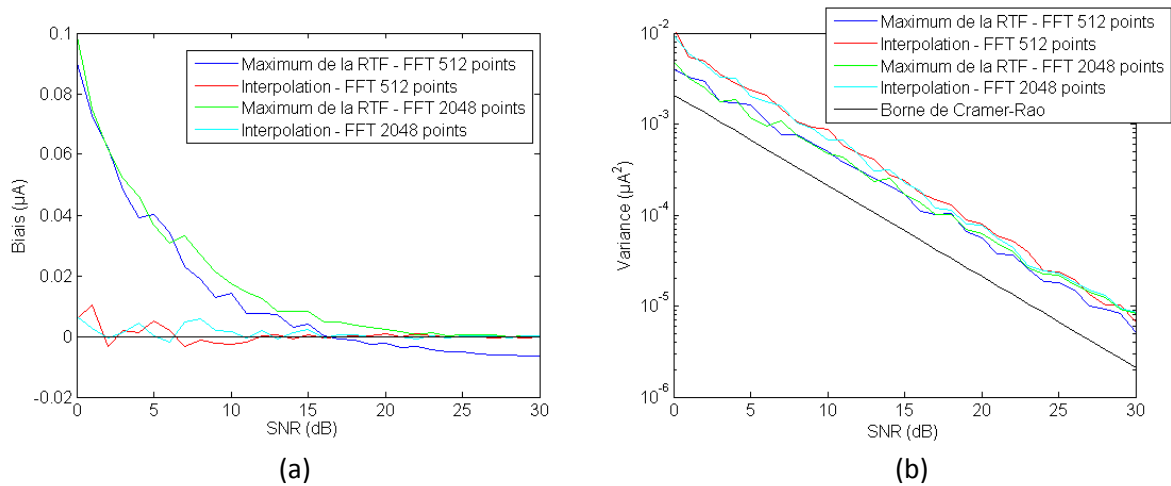 0.1
0.08
0.06
0.04
0.02
0
-0.02
Biais (µA)
Maximum de la RTF - FFT 512 points
Interpolation - FFT 512 points
Maximum de la RTF - FFT 2048 points
Interpolation - FFT 2048 points
0 5 10 15 20 25 30
SNR (dB)
(a)
10⁻²
10⁻³
10⁻⁴
10⁻⁵
10⁻⁶
Variance (µA²)
Maximum de la RTF - FFT 512 points
Interpolation - FFT 512 points
Maximum de la RTF - FFT 2048 points
Interpolation - FFT 2048 points
Borne de Cramer-Rao
0 5 10 15 20 25 30
SNR (dB)
(b)